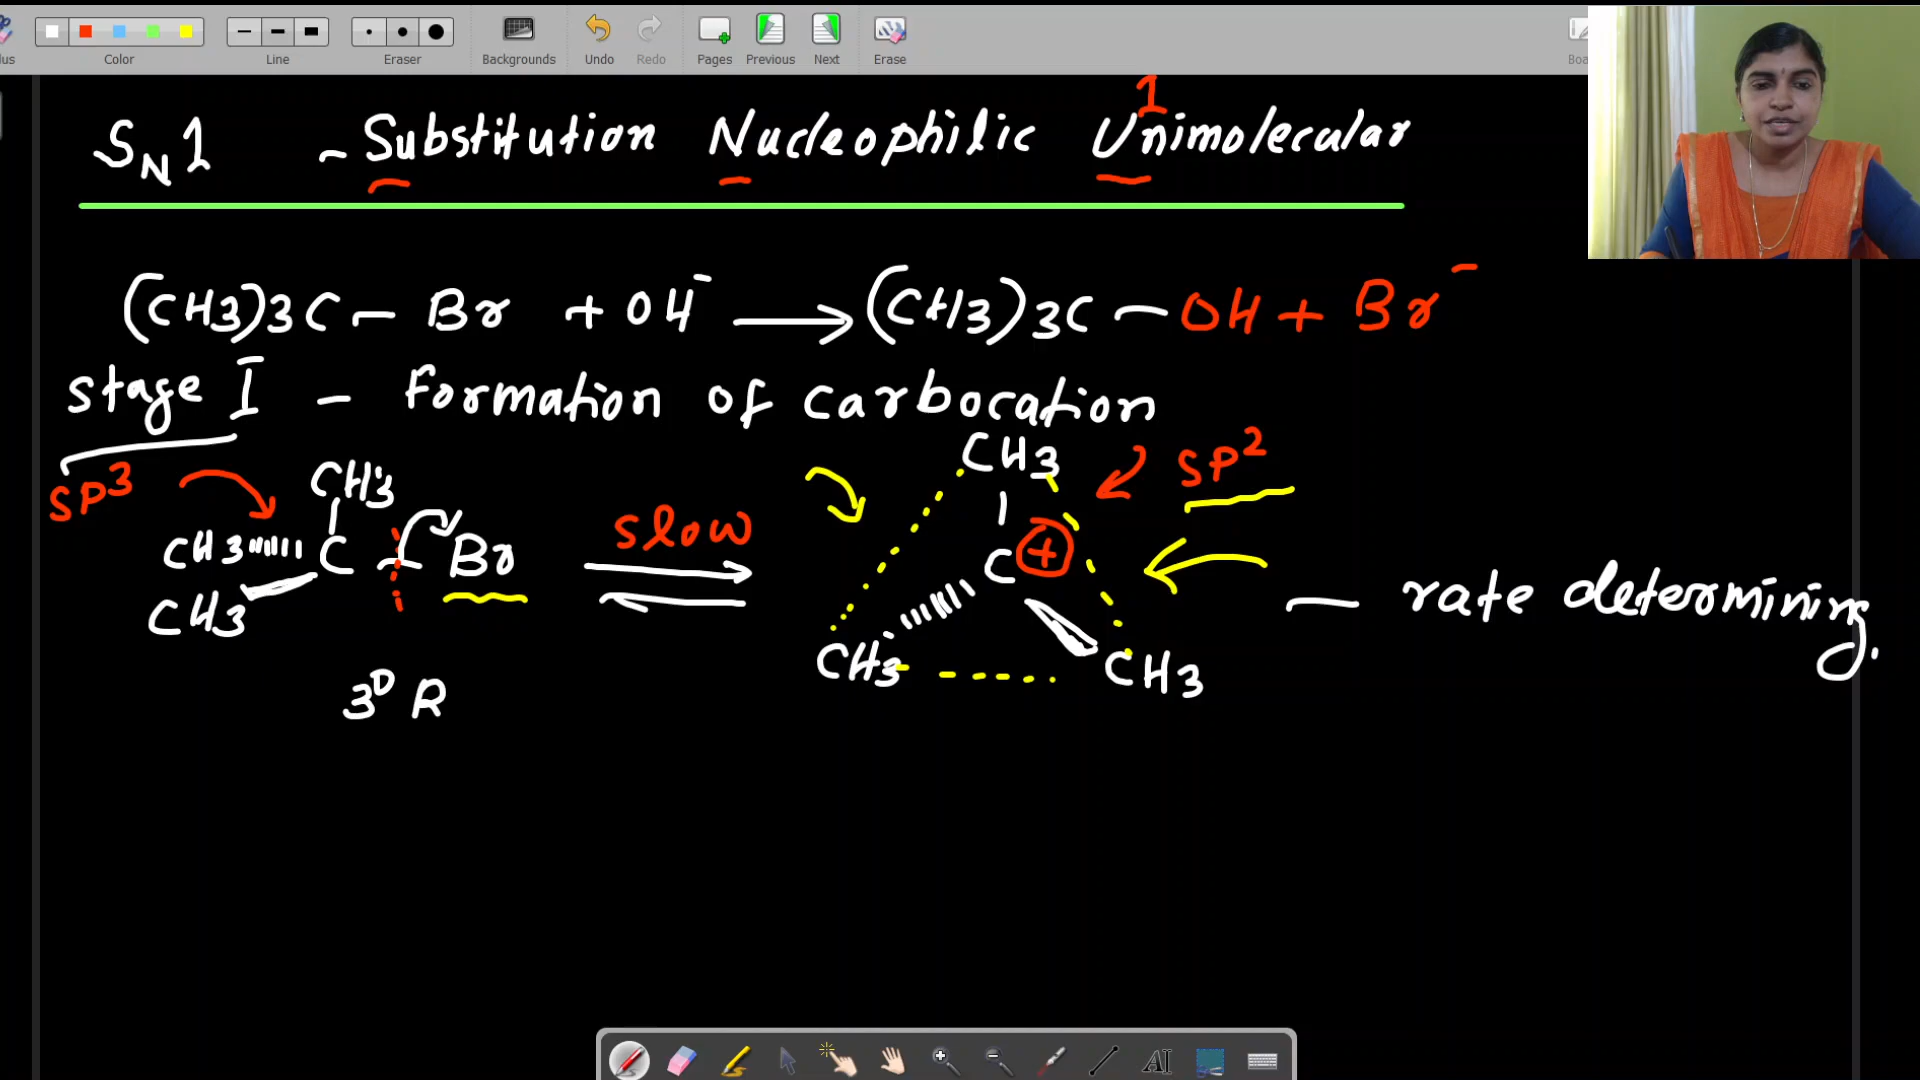 Color Line Eraser Backgrounds Undo Redo Pages Previous Next Erase
1
SN1 - Substitution Nucleophilic Unimolecular
(CH3)3C - Br + OH⁻ ⟶ (CH3)3C - OH + Br⁻
Stage I - Formation of carbocation
SP³ CH3 CH3 SP²
CH3 C - Br slow C + - rate determining.
CH3 CH3 CH3
3⁰ R
AI